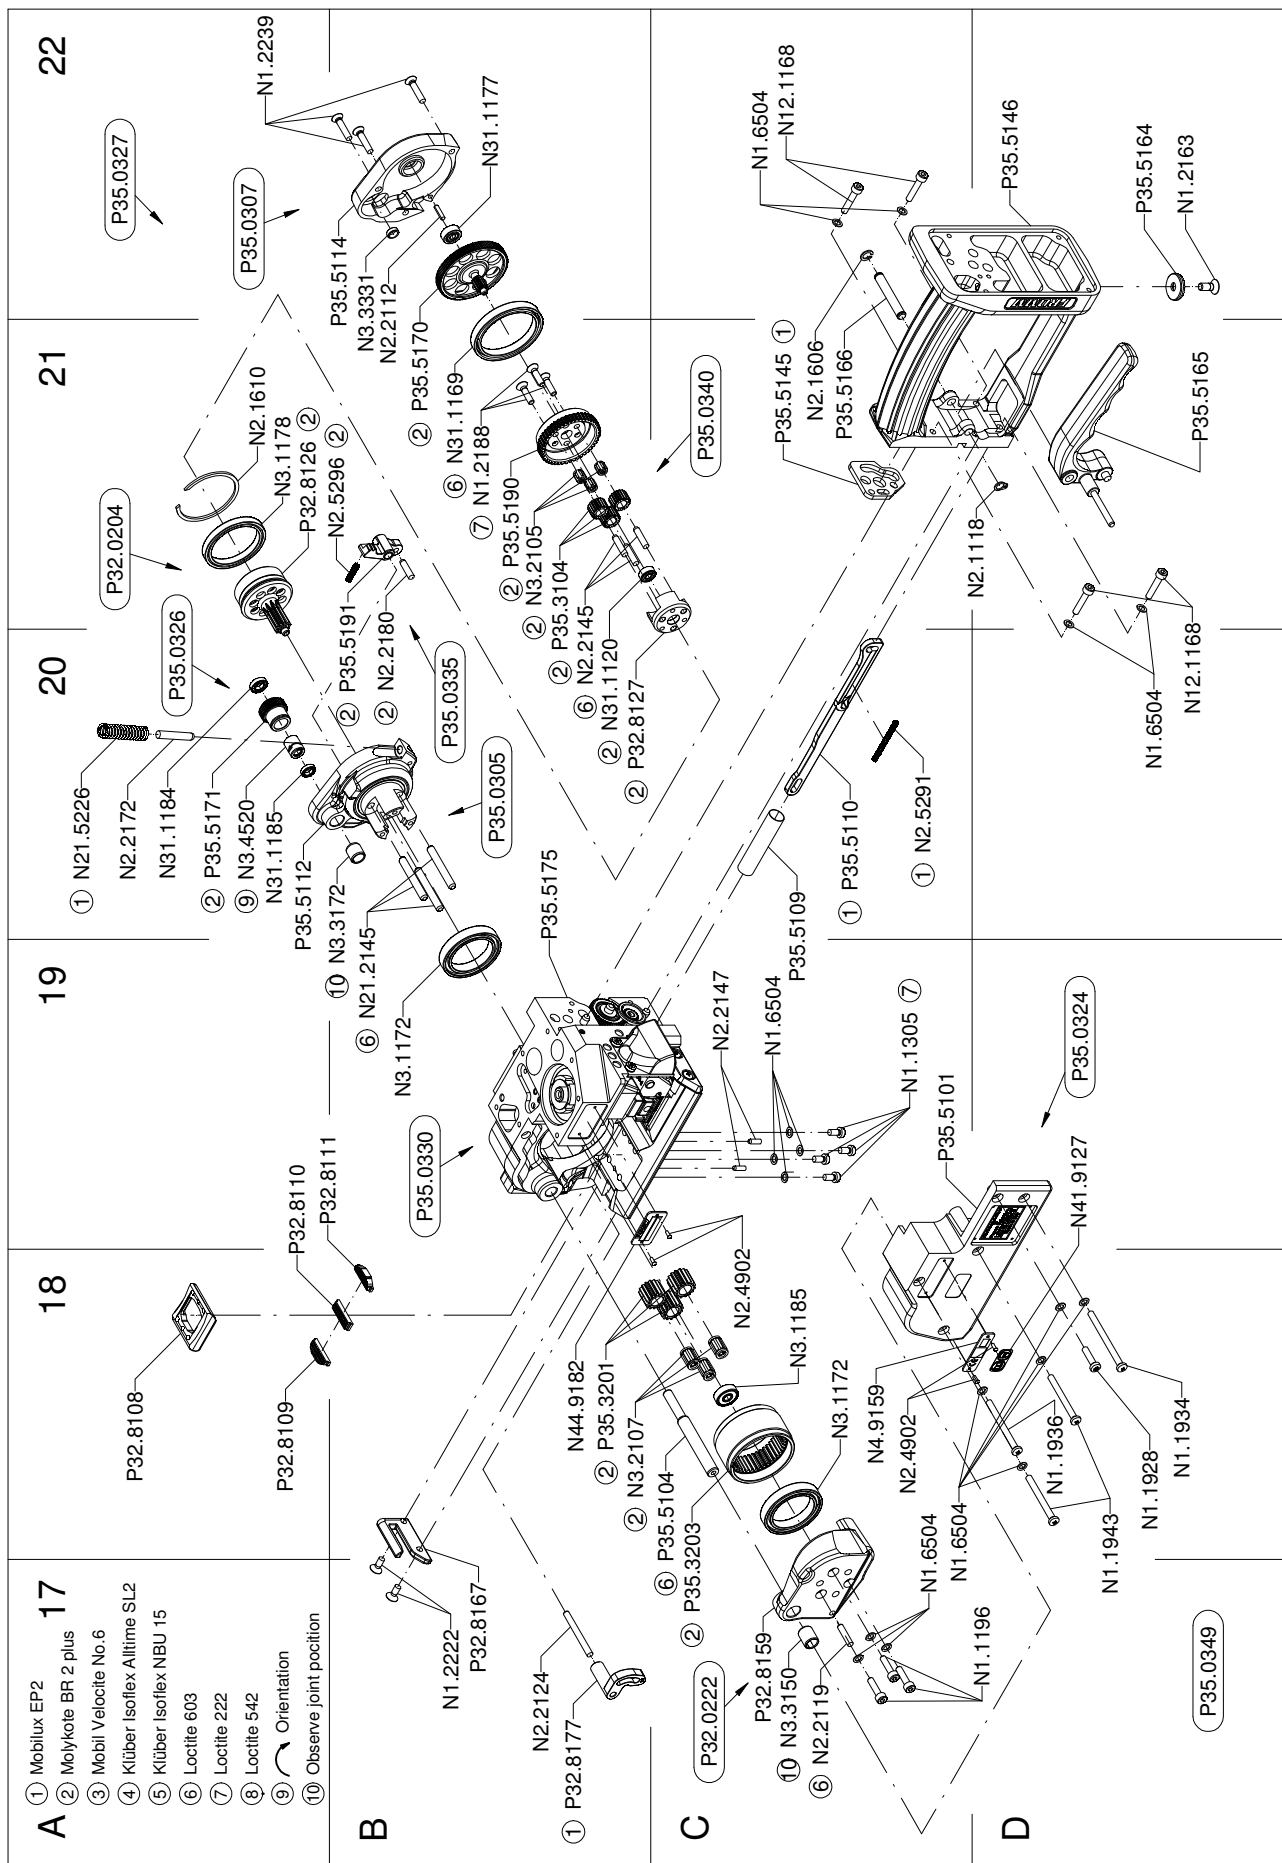 A
B
C
D
17
18
19
20
21
22
① Mobilux EP2
② Molykote BR 2 plus
③ Mobil Velocite No.6
④ Klüber Isoflex Alltime SL2
⑤ Klüber Isoflex NBU 15
⑥ Loctite 603
⑦ Loctite 222
⑧ Loctite 542
⑨ Orientation
⑩ Observe joint position
P32.8108
P32.8109
P32.8110
P32.8111
① N21.5226
N2.2172
N31.1184
② P35.5171
⑨ N3.4520
N31.1185
P35.5112
⑩ N3.3172
⑥ N21.2145
N3.1172
P35.0326
P32.0204
N2.1610
N3.1178
P32.8126 ②
N2.5296 ②
② P35.5191
② N2.2180
P35.0335
P35.0305
P35.0327
P35.0307
N1.2239
P35.5114
N3.3331
N2.2112
N31.1177
② P35.5170
⑥ N31.1169
⑦ N1.2188
② P35.5190
② N3.2105
② P35.3104
⑥ N2.2145
② N31.1120
② P32.8127
P35.0340
N1.2222
P32.8167
N2.2124
① P32.8177
P35.0330
P35.5175
N44.9182
② P35.3201
② N3.2107
⑥ P35.5104
② P35.3203
N2.4902
N3.1185
N3.1172
P32.0222
P32.8159
⑩ N3.3150
⑥ N2.2119
N1.6504
N1.1196
N2.2147
N1.6504
N1.1305 ⑦
P35.5109
① P35.5110
① N2.5291
P35.5145 ①
N2.1606
P35.5166
N1.6504
N12.1168
P35.5146
P35.5164
N1.2163
P35.5165
N2.1118
N1.6504
N12.1168
P35.0324
P35.5101
N41.9127
N4.9159
N2.4902
N1.6504
N1.1936
N1.1943
N1.1928
N1.1934
P35.0349